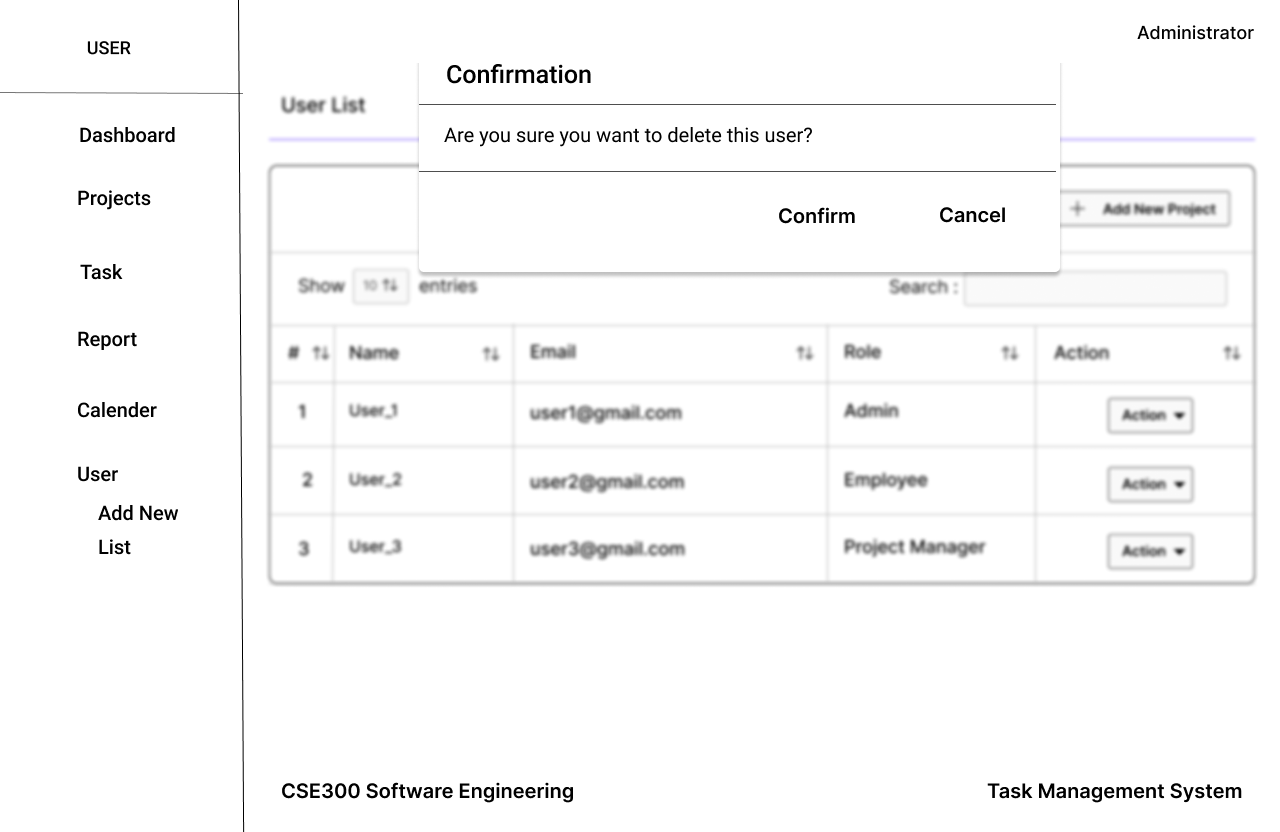 USER
Administrator
Dashboard
Projects
Task
Report
Calender
User
Add New
List
Confirmation
Are you sure you want to delete this user?
Confirm
Cancel
User List
+ Add New Project
Show 10 entries
Search :
# Name Email Role Action
1 User_1 user1@gmail.com Admin Action
2 User_2 user2@gmail.com Employee Action
3 User_3 user3@gmail.com Project Manager Action
CSE300 Software Engineering
Task Management System